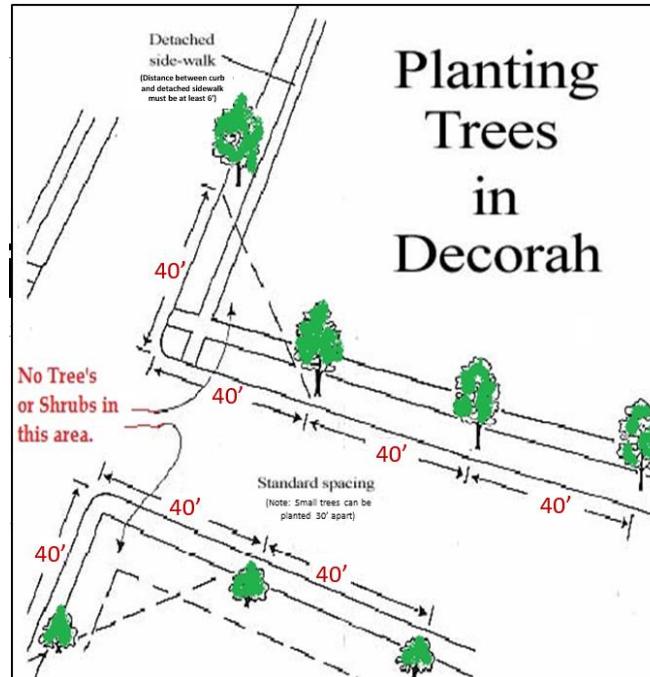 Detached
side-walk
(Distance between curb
and detached sidewalk
must be at least 6')
Planting
Trees
in
Decorah
40'
No Tree's
or Shrubs in
this area.
40'
40'
40'
Standard spacing
(Note: Small trees can be
planted 30' apart)
40'
40'
40'